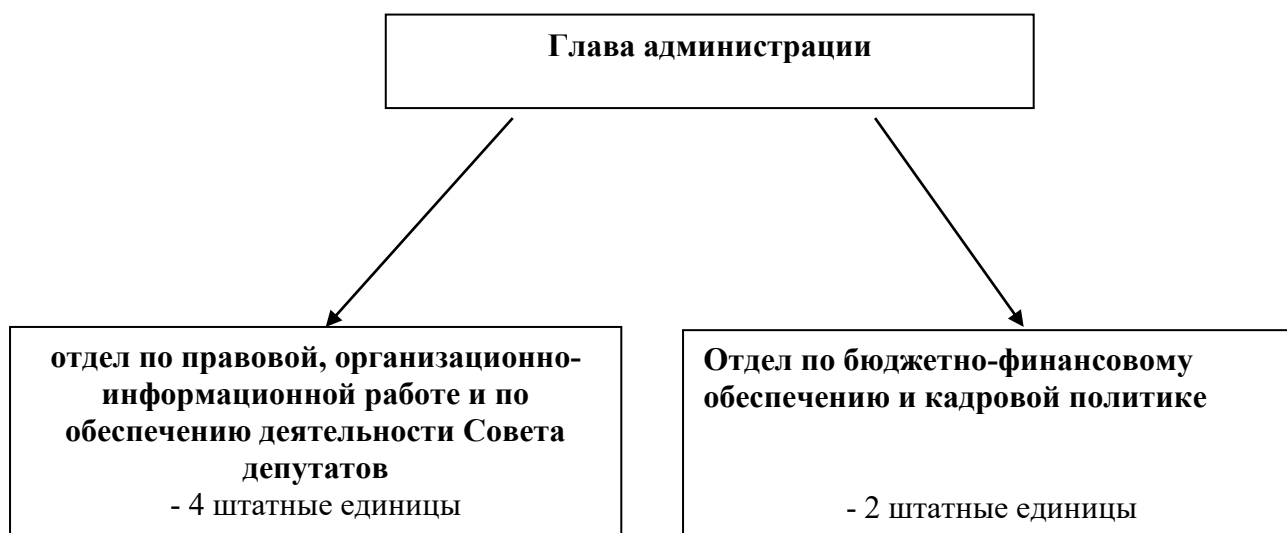 Глава администрации
отдел по правовой, организационно-
информационной работе и по
обеспечению деятельности Совета
депутатов
- 4 штатные единицы
Отдел по бюджетно-финансовому
обеспечению и кадровой политике
- 2 штатные единицы